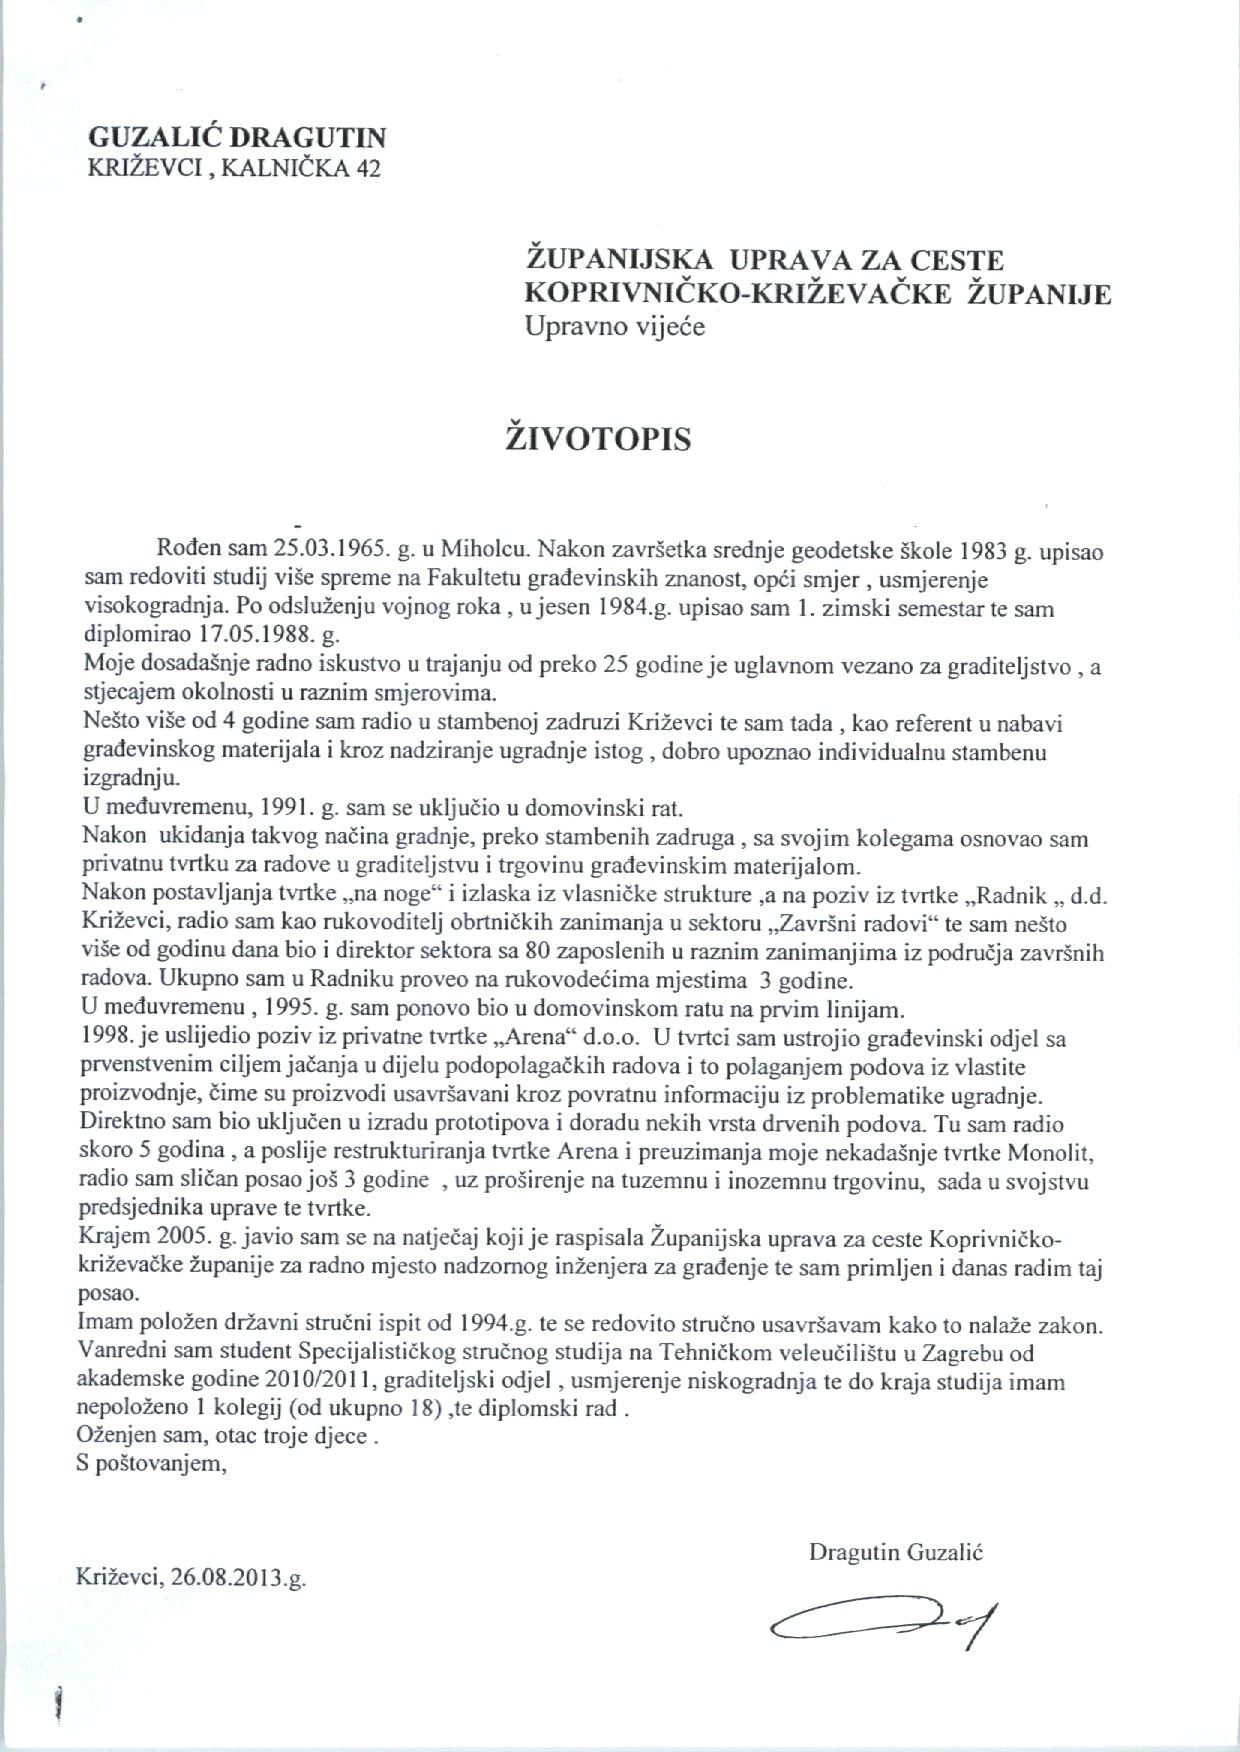 GUZALIĆ DRAGUTIN
KRIŽEVCI , KALNIČKA 42
ŽUPANIJSKA UPRAVA ZA CESTE
KOPRIVNIČKO-KRIŽEVAČKE ŽUPANIJE
Upravno vijeće
ŽIVOTOPIS
Rođen sam 25.03.1965. g. u Miholcu. Nakon završetka srednje geodetske škole 1983 g. upisao
sam redoviti studij više spreme na Fakultetu građevinskih znanost, opći smjer , usmjerenje
visokogradnja. Po odsluženju vojnog roka , u jesen 1984.g. upisao sam 1. zimski semestar te sam
diplomirao 17.05.1988. g.
Moje dosadašnje radno iskustvo u trajanju od preko 25 godine je uglavnom vezano za graditeljstvo , a
stjecajem okolnosti u raznim smjerovima.
Nešto više od 4 godine sam radio u stambenoj zadruzi Križevci te sam tada , kao referent u nabavi
građevinskog materijala i kroz nadziranje ugradnje istog , dobro upoznao individualnu stambenu
izgradnju.
U međuvremenu, 1991. g. sam se uključio u domovinski rat.
Nakon ukidanja takvog načina gradnje, preko stambenih zadruga , sa svojim kolegama osnovao sam
privatnu tvrtku za radove u graditeljstvu i trgovinu građevinskim materijalom.
Nakon postavljanja tvrtke „na noge“ i izlaska iz vlasničke strukture ,a na poziv iz tvrtke „Radnik „ d.d.
Križevci, radio sam kao rukovoditelj obrtničkih zanimanja u sektoru „Završni radovi“ te sam nešto
više od godinu dana bio i direktor sektora sa 80 zaposlenih u raznim zanimanjima iz područja završnih
radova. Ukupno sam u Radniku proveo na rukovodećima mjestima 3 godine.
U međuvremenu , 1995. g. sam ponovo bio u domovinskom ratu na prvim linijam.
1998. je uslijedio poziv iz privatne tvrtke „Arena“ d.o.o. U tvrtci sam ustrojio građevinski odjel sa
prvenstvenim ciljem jačanja u dijelu podopolagačkih radova i to polaganjem podova iz vlastite
proizvodnje, čime su proizvodi usavršavani kroz povratnu informaciju iz problematike ugradnje.
Direktno sam bio uključen u izradu prototipova i doradu nekih vrsta drvenih podova. Tu sam radio
skoro 5 godina , a poslije restrukturiranja tvrtke Arena i preuzimanja moje nekadašnje tvrtke Monolit,
radio sam sličan posao još 3 godine , uz proširenje na tuzemnu i inozemnu trgovinu, sada u svojstvu
predsjednika uprave te tvrtke.
Krajem 2005. g. javio sam se na natječaj koji je raspisala Županijska uprava za ceste Koprivničko-
križevačke županije za radno mjesto nadzornog inženjera za građenje te sam primljen i danas radim taj
posao.
Imam položen državni stručni ispit od 1994.g. te se redovito stručno usavršavam kako to nalaže zakon.
Vanredni sam student Specijalističkog stručnog studija na Tehničkom veleučilištu u Zagrebu od
akademske godine 2010/2011, graditeljski odjel , usmjerenje niskogradnja te do kraja studija imam
nepoloženo 1 kolegij (od ukupno 18) ,te diplomski rad .
Oženjen sam, otac troje djece .
S poštovanjem,
Dragutin Guzalić
Križevci, 26.08.2013.g.